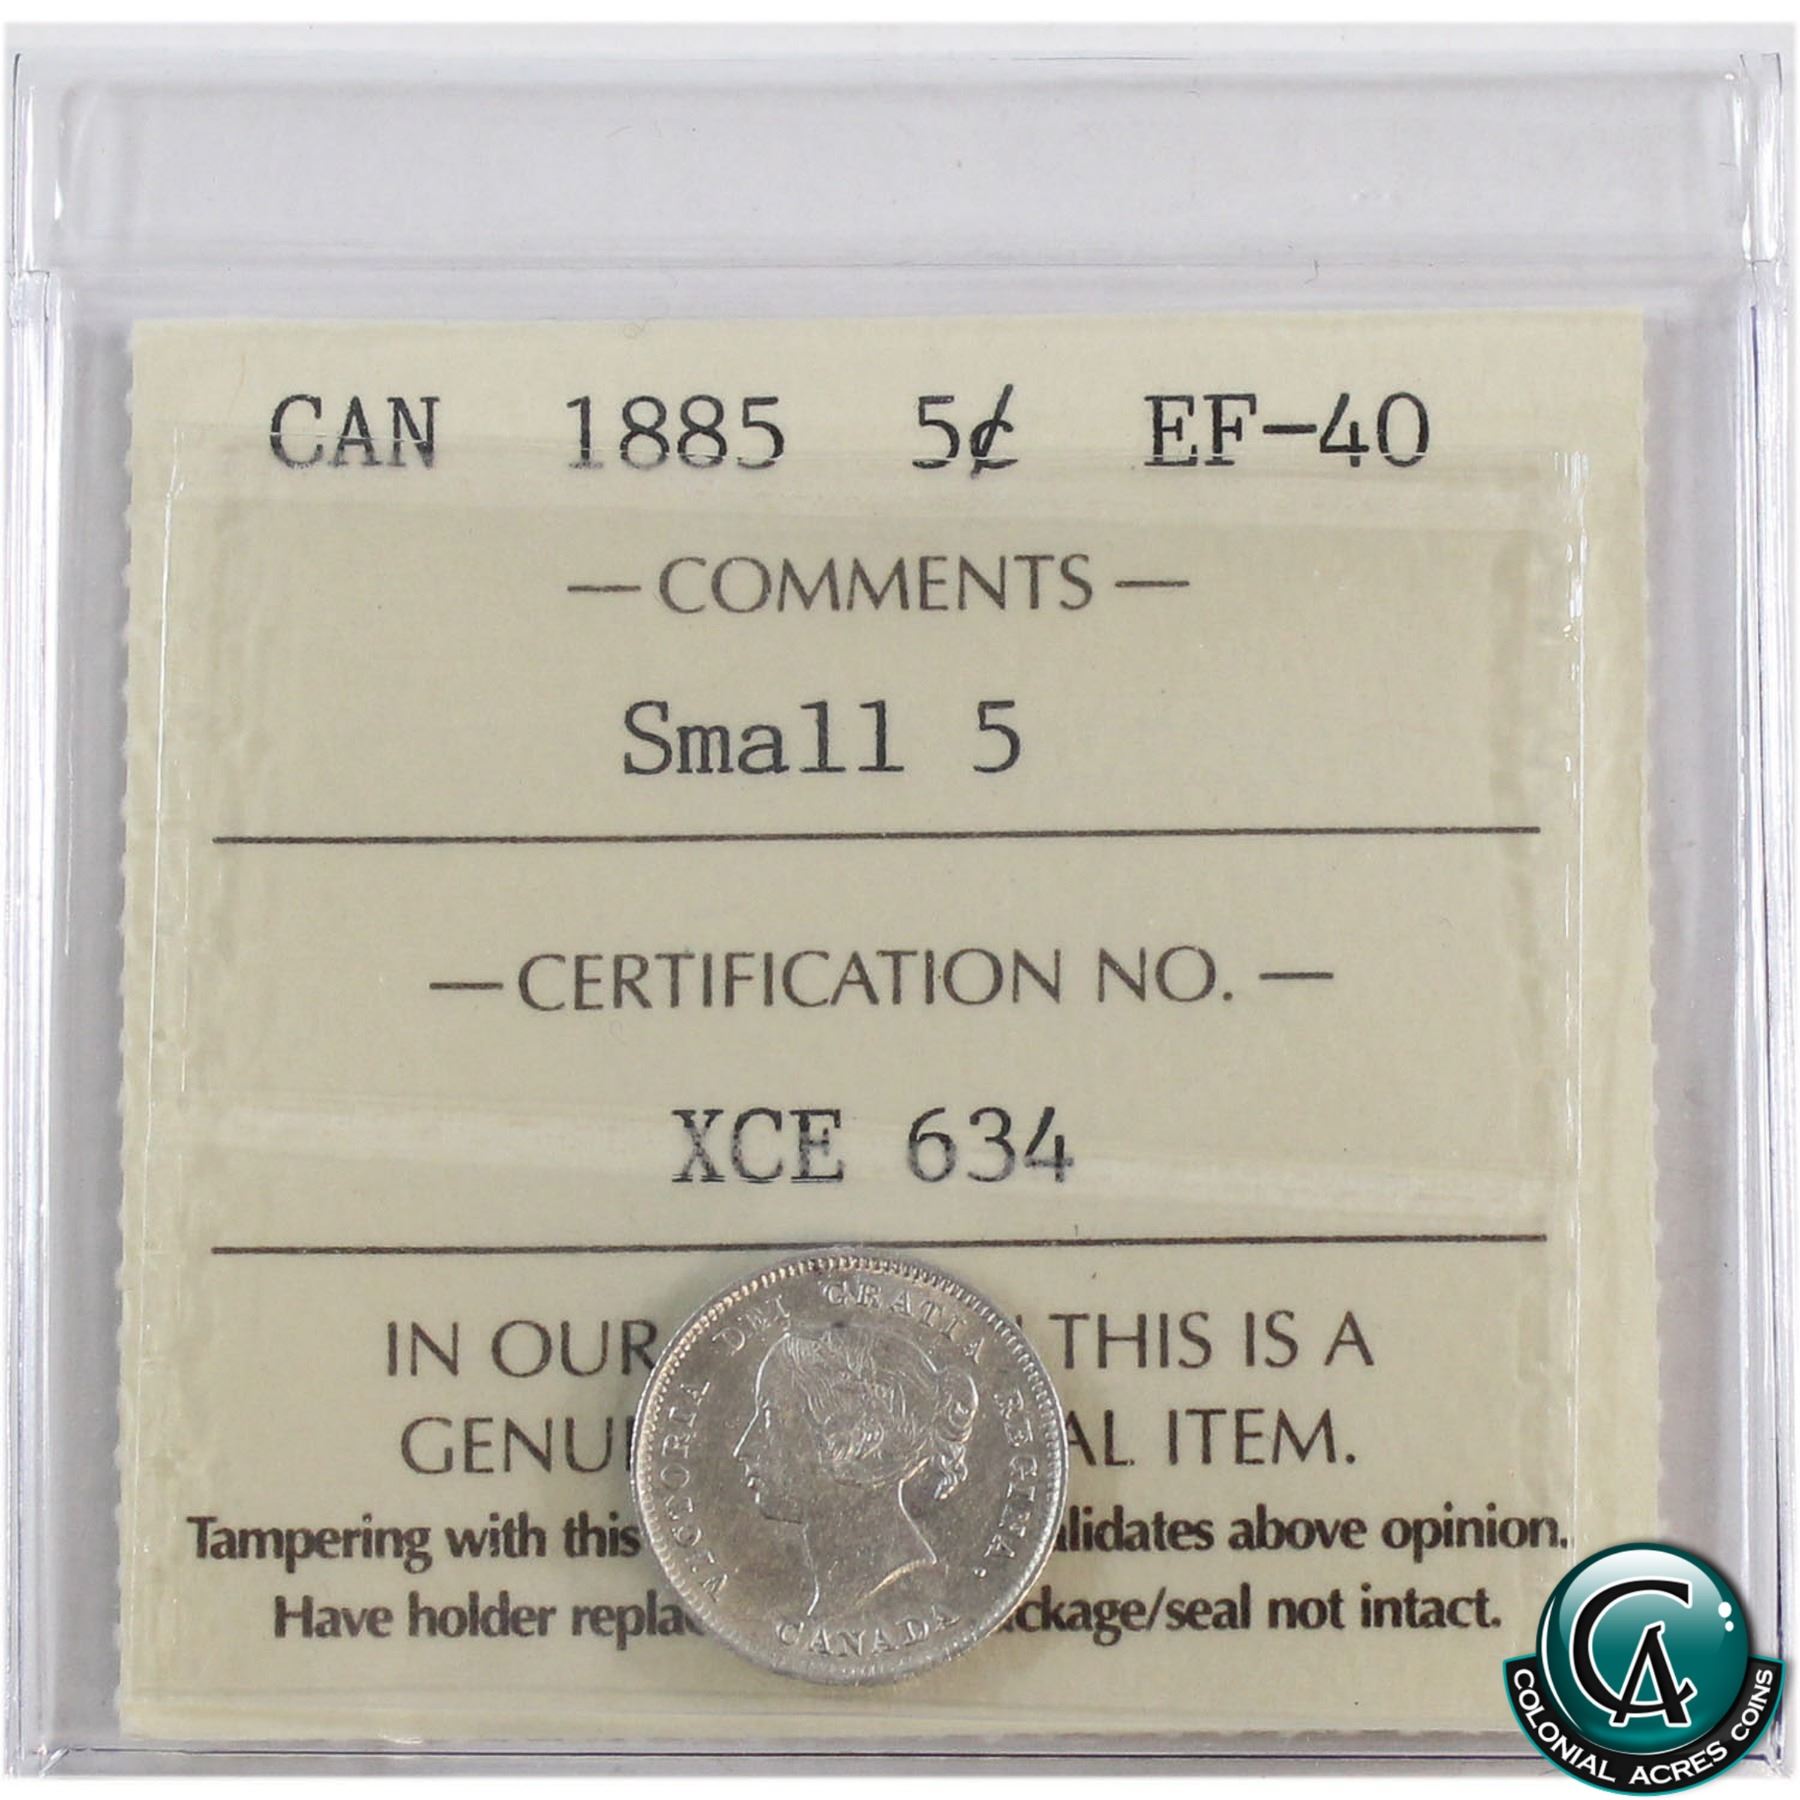 CAN 1885 5¢ EF-40
— COMMENTS —
Small 5
— CERTIFICATION NO. —
XCE 634
IN OUR THIS IS A
GENUI AL ITEM.
Tampering with this alidates above opinion.
Have holder repla ckage/seal not intact.
VICTORIA DEI GRATIA REGINA.
CANADA
CA
COLONIAL ACRES COINS